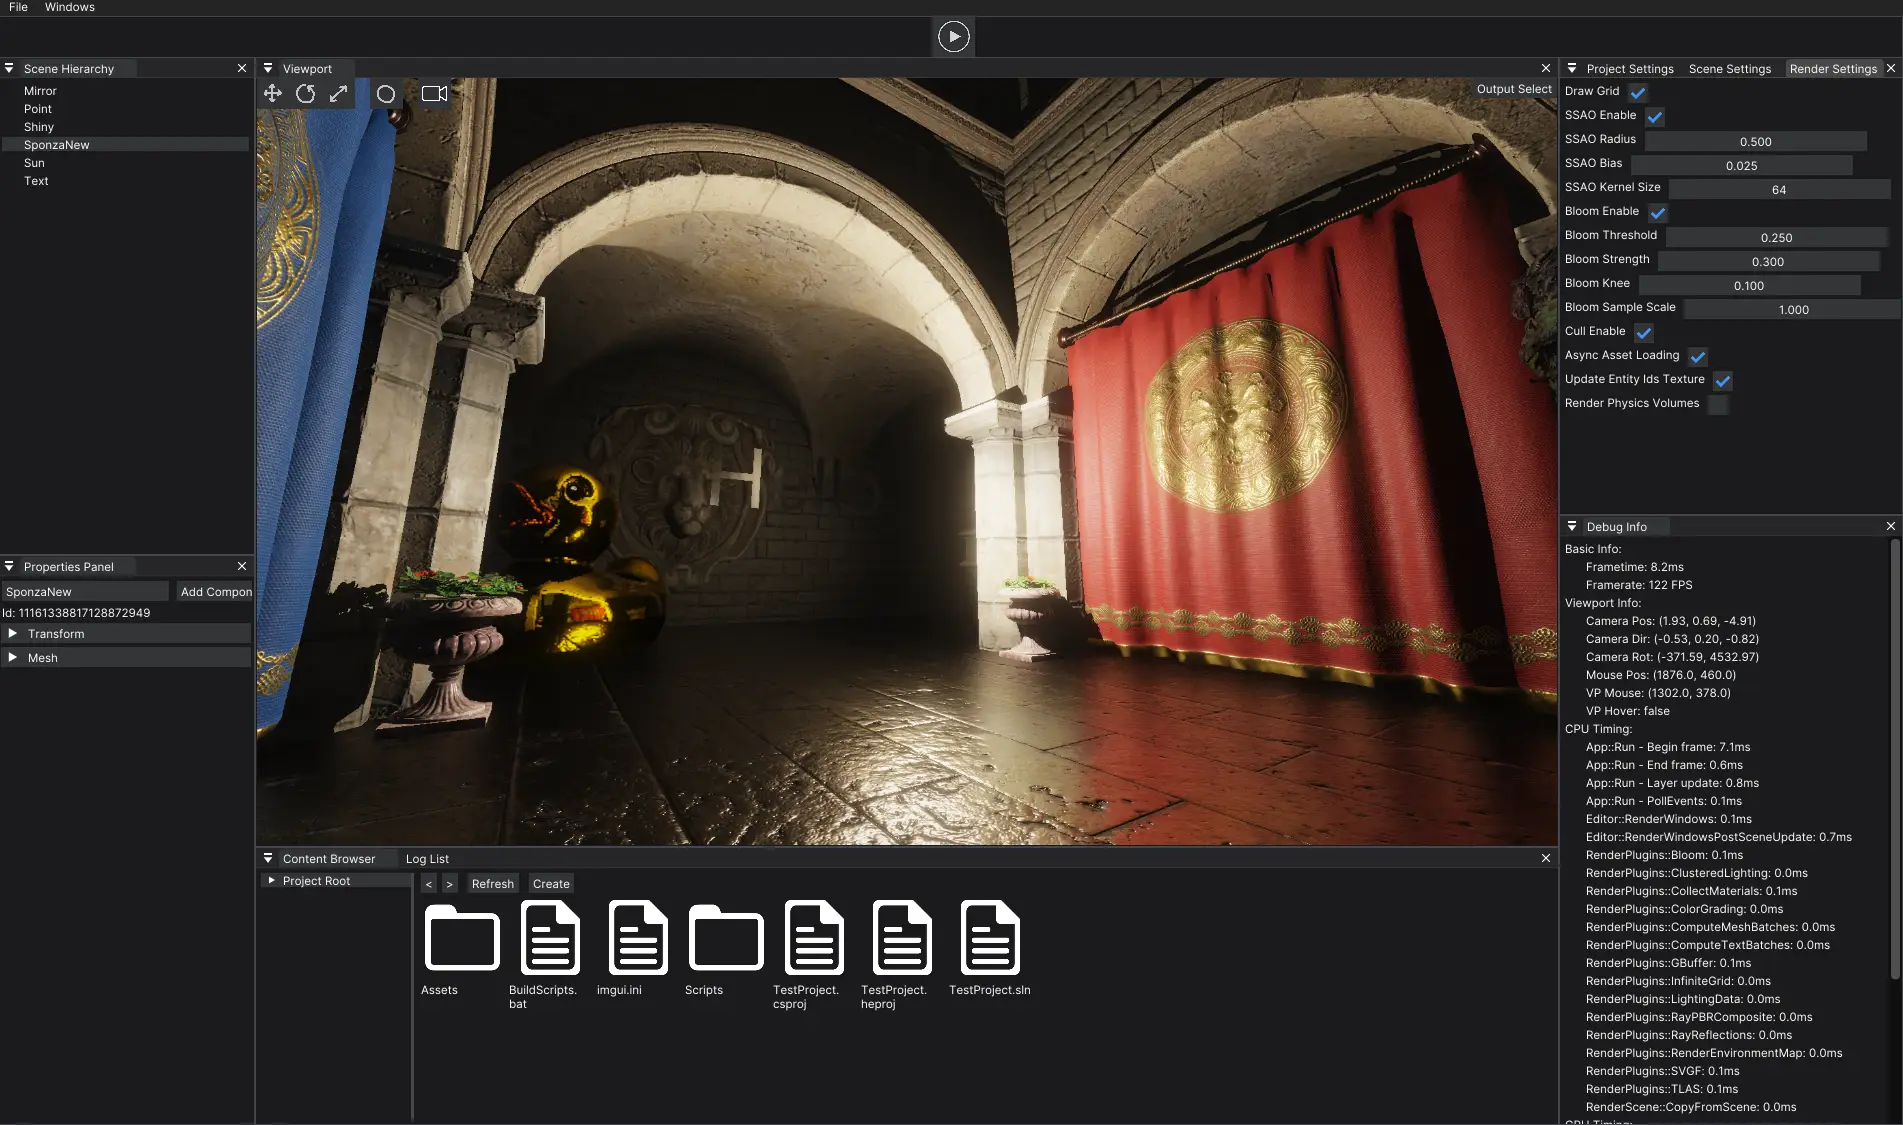 File Windows
Scene Hierarchy
Mirror
Point
Shiny
SponzaNew
Sun
Text
Properties Panel
SponzaNew Add Compon
Id: 11161338817128872949
Transform
Mesh
Viewport
Output Select
H
Content Browser Log List
Project Root
< > Refresh Create
Assets
BuildScripts.
bat
imgui.ini
Scripts
TestProject.
csproj
TestProject.
heproj
TestProject.sln
Project Settings Scene Settings Render Settings
Draw Grid
SSAO Enable
SSAO Radius 0.500
SSAO Bias 0.025
SSAO Kernel Size 64
Bloom Enable
Bloom Threshold 0.250
Bloom Strength 0.300
Bloom Knee 0.100
Bloom Sample Scale 1.000
Cull Enable
Async Asset Loading
Update Entity Ids Texture
Render Physics Volumes
Debug Info
Basic Info:
Frametime: 8.2ms
Framerate: 122 FPS
Viewport Info:
Camera Pos: (1.93, 0.69, -4.91)
Camera Dir: (-0.53, 0.20, -0.82)
Camera Rot: (-371.59, 4532.97)
Mouse Pos: (1876.0, 460.0)
VP Mouse: (1302.0, 378.0)
VP Hover: false
CPU Timing:
App::Run - Begin frame: 7.1ms
App::Run - End frame: 0.6ms
App::Run - Layer update: 0.8ms
App::Run - PollEvents: 0.1ms
Editor::RenderWindows: 0.1ms
Editor::RenderWindowsPostSceneUpdate: 0.7ms
RenderPlugins::Bloom: 0.1ms
RenderPlugins::ClusteredLighting: 0.0ms
RenderPlugins::CollectMaterials: 0.1ms
RenderPlugins::ColorGrading: 0.0ms
RenderPlugins::ComputeMeshBatches: 0.0ms
RenderPlugins::ComputeTextBatches: 0.0ms
RenderPlugins::GBuffer: 0.1ms
RenderPlugins::InfiniteGrid: 0.0ms
RenderPlugins::LightingData: 0.0ms
RenderPlugins::RayPBRComposite: 0.0ms
RenderPlugins::RayReflections: 0.0ms
RenderPlugins::RenderEnvironmentMap: 0.0ms
RenderPlugins::SVGF: 0.1ms
RenderPlugins::TLAS: 0.1ms
RenderScene::CopyFromScene: 0.0ms